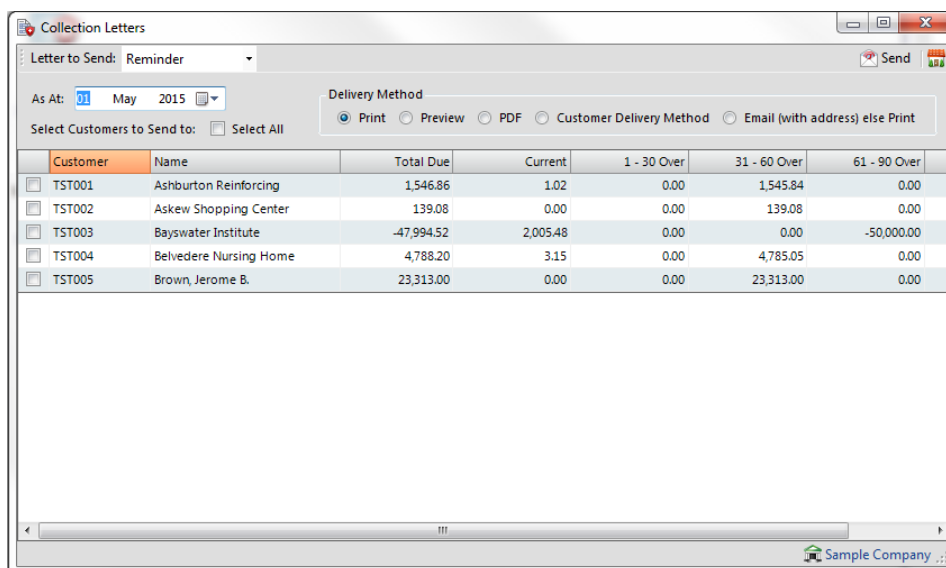 Collection Letters
Letter to Send: Reminder Send
As At: 01 May 2015
Delivery Method
Print Preview PDF Customer Delivery Method Email (with address) else Print
Select Customers to Send to: Select All
Customer Name Total Due Current 1 - 30 Over 31 - 60 Over 61 - 90 Over
TST001 Ashburton Reinforcing 1,546.86 1.02 0.00 1,545.84 0.00
TST002 Askew Shopping Center 139.08 0.00 0.00 139.08 0.00
TST003 Bayswater Institute -47,994.52 2,005.48 0.00 0.00 -50,000.00
TST004 Belvedere Nursing Home 4,788.20 3.15 0.00 4,785.05 0.00
TST005 Brown, Jerome B. 23,313.00 0.00 0.00 23,313.00 0.00
Sample Company